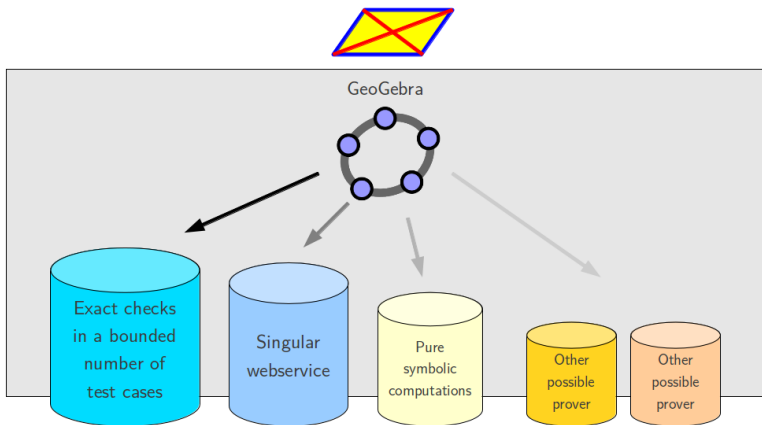 GeoGebra
Exact checks
in a bounded
number of
test cases
Singular
webservice
Pure
symbolic
computations
Other
possible
prover
Other
possible
prover